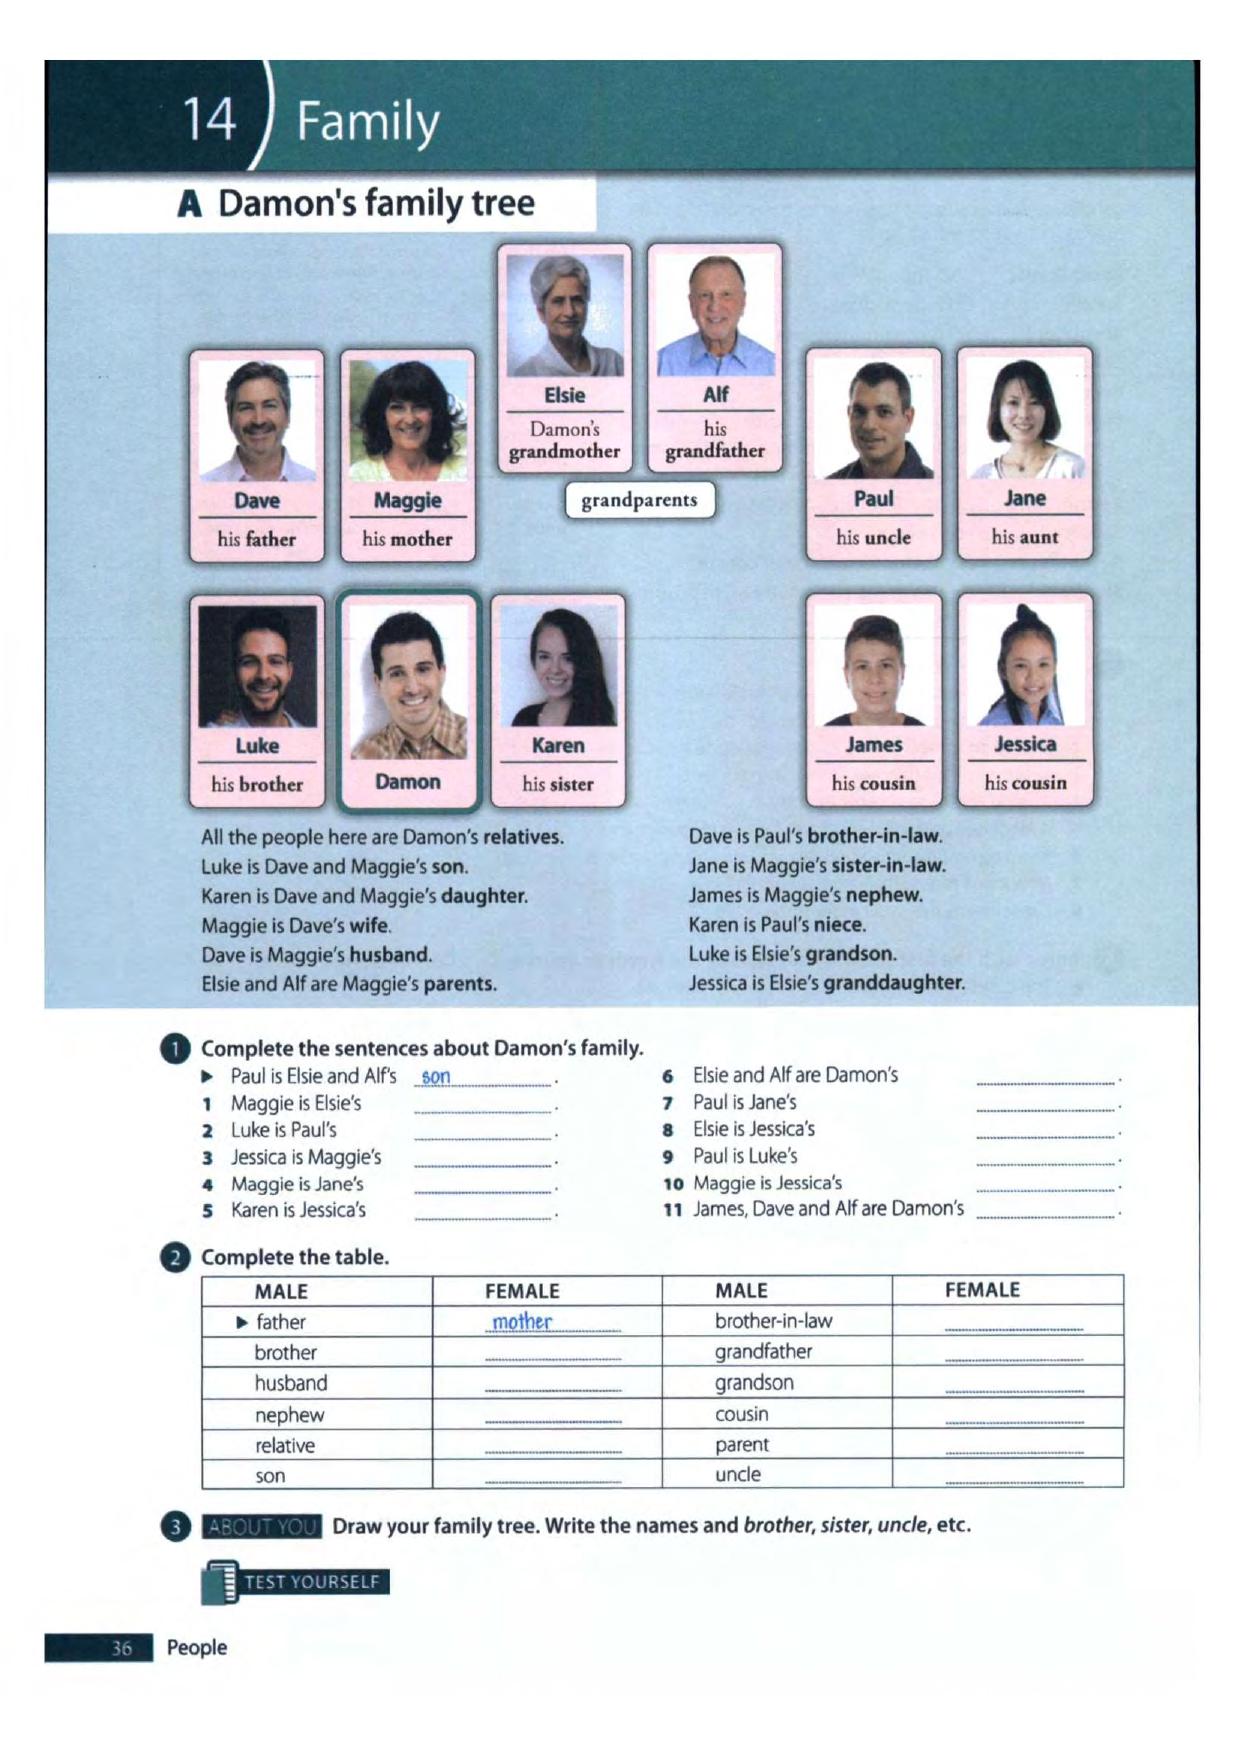 14 Family
A Damon's family tree
Elsie
Damon's
grandmother
Alf
his
grandfather
grandparents
Dave
his father
Maggie
his mother
Paul
his uncle
Jane
his aunt
Luke
his brother
Damon
Karen
his sister
James
his cousin
Jessica
his cousin
All the people here are Damon's relatives.
Luke is Dave and Maggie's son.
Karen is Dave and Maggie's daughter.
Maggie is Dave's wife.
Dave is Maggie's husband.
Elsie and Alf are Maggie's parents.
Dave is Paul's brother-in-law.
Jane is Maggie's sister-in-law.
James is Maggie's nephew.
Karen is Paul's niece.
Luke is Elsie's grandson.
Jessica is Elsie's granddaughter.
1 Complete the sentences about Damon's family.
▶ Paul is Elsie and Alf's son.
1 Maggie is Elsie's .
2 Luke is Paul's .
3 Jessica is Maggie's .
4 Maggie is Jane's .
5 Karen is Jessica's .
6 Elsie and Alf are Damon's .
7 Paul is Jane's .
8 Elsie is Jessica's .
9 Paul is Luke's .
10 Maggie is Jessica's .
11 James, Dave and Alf are Damon's .
2 Complete the table.
MALE FEMALE MALE FEMALE
▶ father mother brother-in-law
brother grandfather
husband grandson
nephew cousin
relative parent
son uncle
3 ABOUT YOU Draw your family tree. Write the names and brother, sister, uncle, etc.
TEST YOURSELF
36 People